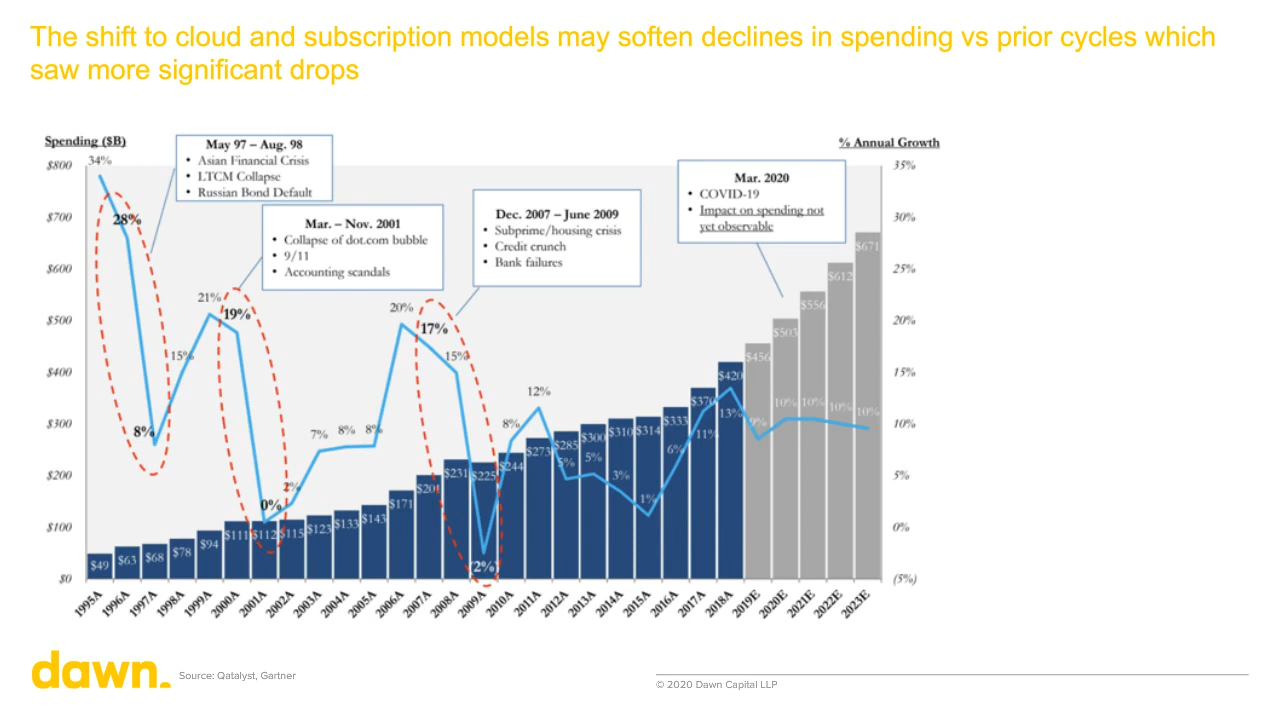 The shift to cloud and subscription models may soften declines in spending vs prior cycles which
saw more significant drops
Spending ($B)
% Annual Growth
May 97 – Aug. 98
• Asian Financial Crisis
• LTCM Collapse
• Russian Bond Default
Mar. – Nov. 2001
• Collapse of dot.com bubble
• 9/11
• Accounting scandals
Dec. 2007 – June 2009
• Subprime/housing crisis
• Credit crunch
• Bank failures
Mar. 2020
• COVID-19
• Impact on spending not
yet observable
$800
$700
$600
$500
$400
$300
$200
$100
$0
35%
30%
25%
20%
15%
10%
5%
0%
(5%)
34%
28%
8%
15%
21%
19%
0%
2%
7%
8%
8%
20%
17%
15%
(2%)
8%
12%
5%
5%
3%
1%
6%
11%
13%
9%
10%
10%
10%
10%
$49
$63
$68
$78
$94
$111
$112
$115
$123
$133
$143
$171
$231
$225
$244
$273
$285
$300
$310
$314
$333
$370
$420
$456
$503
$556
$612
$671
1995A
1996A
1997A
1998A
1999A
2000A
2001A
2002A
2003A
2004A
2005A
2006A
2007A
2008A
2009A
2010A
2011A
2012A
2013A
2014A
2015A
2016A
2017A
2018A
2019E
2020E
2021E
2022E
2023E
dawn.
Source: Qatalyst, Gartner
© 2020 Dawn Capital LLP